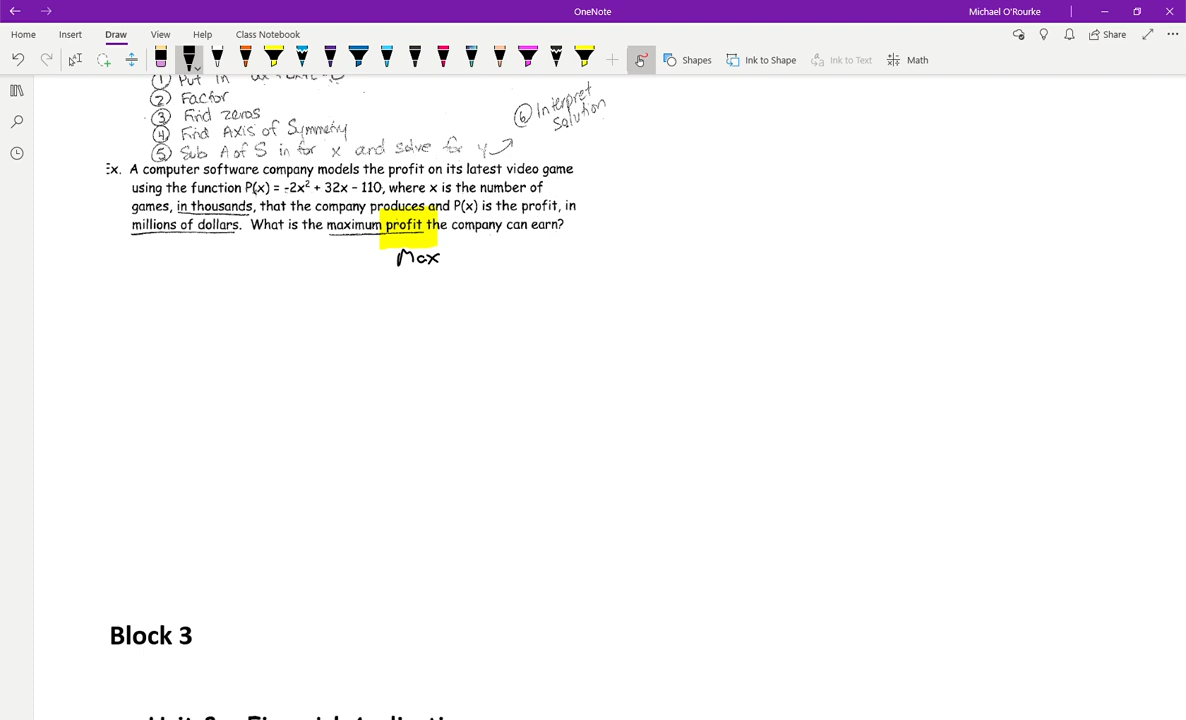 OneNote
Michael O'Rourke
Home Insert Draw View Help Class Notebook
Share
Shapes Ink to Shape Ink to Text Math
① Put in
② Factor
③ Find zeros
④ Find Axis of Symmetry
⑤ Sub A of S in for x and solve for y
⑥ Interpret
Solution
Ex. A computer software company models the profit on its latest video game
using the function P(x) = -2x² + 32x – 110, where x is the number of
games, in thousands, that the company produces and P(x) is the profit, in
millions of dollars. What is the maximum profit the company can earn?
Max
Block 3